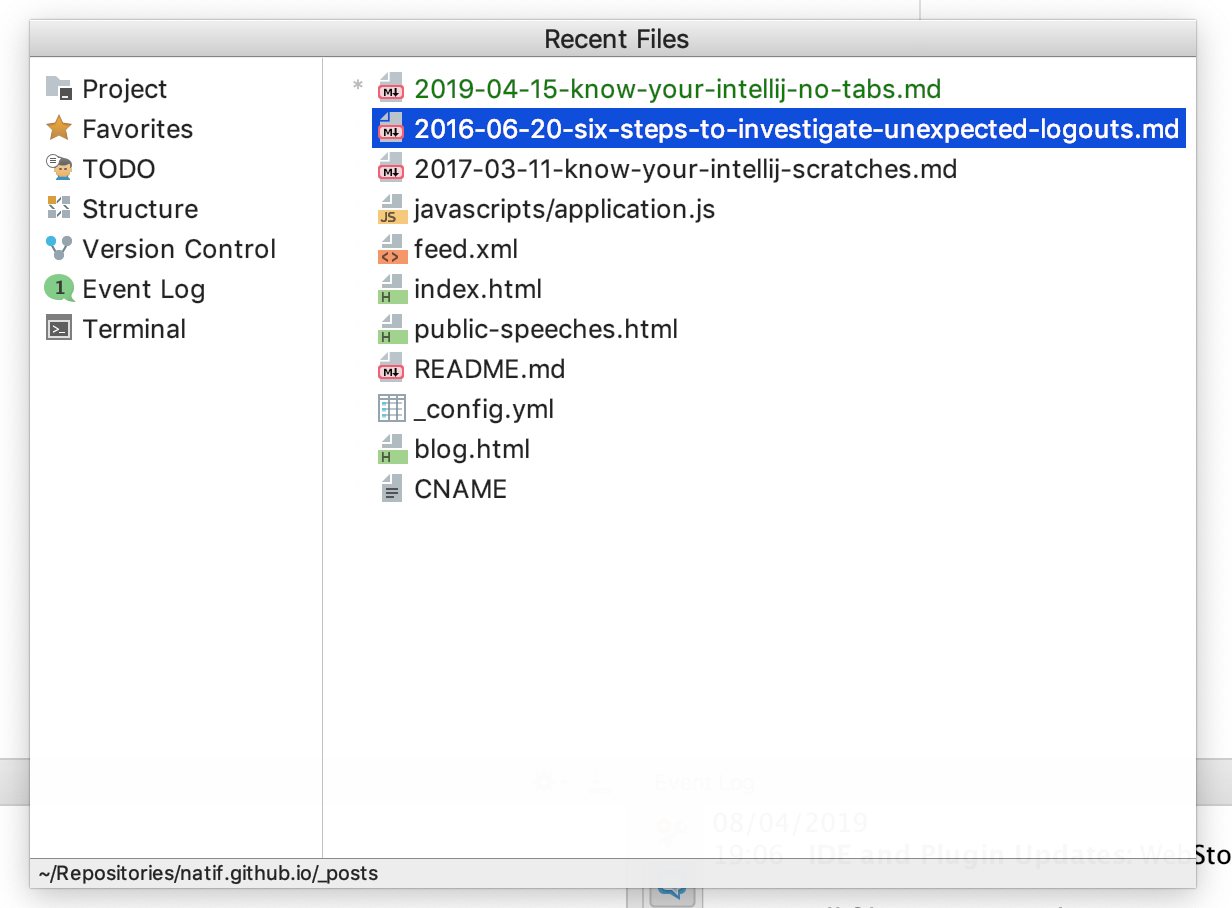 Recent Files
Project
Favorites
TODO
Structure
Version Control
1 Event Log
Terminal
* 2019-04-15-know-your-intellij-no-tabs.md
2016-06-20-six-steps-to-investigate-unexpected-logouts.md
2017-03-11-know-your-intellij-scratches.md
JS javascripts/application.js
<> feed.xml
H index.html
H public-speeches.html
README.md
_config.yml
H blog.html
CNAME
Event Log
08/04/2019
19:06 IDE and Plugin Updates: WebSto
~/Repositories/natif.github.io/_posts